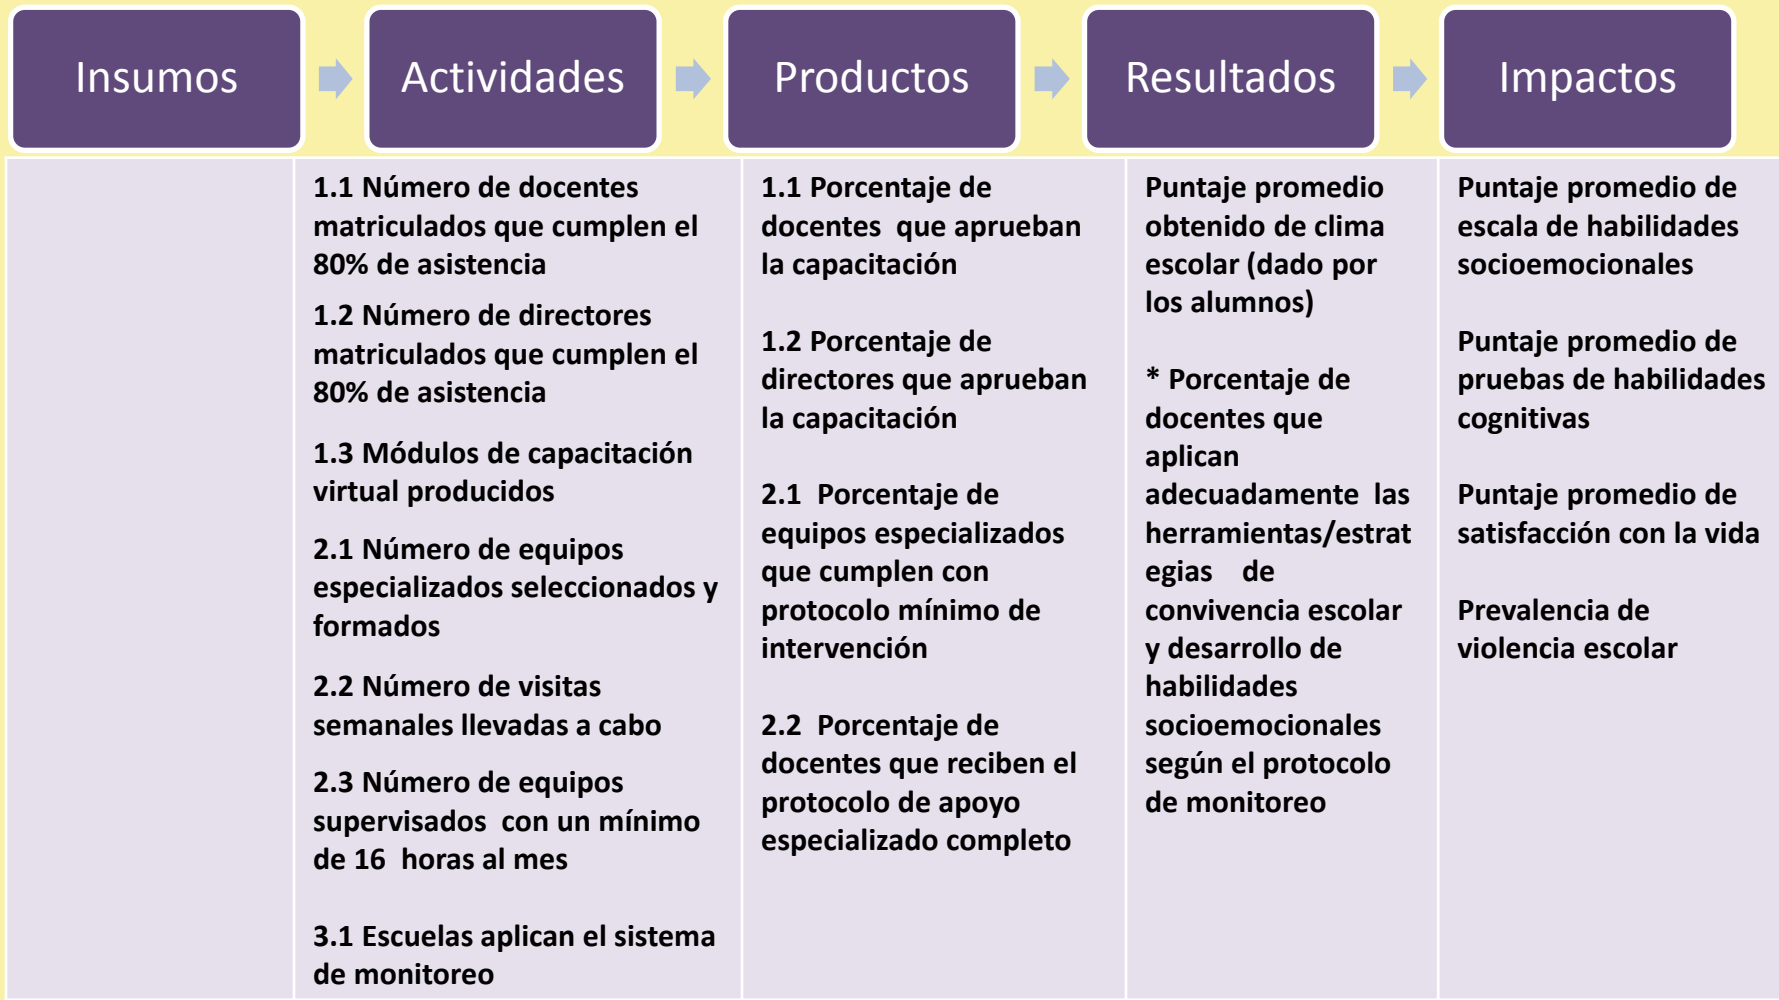 Insumos
Actividades
Productos
Resultados
Impactos
1.1 Número de docentes
matriculados que cumplen el
80% de asistencia
1.2 Número de directores
matriculados que cumplen el
80% de asistencia
1.3 Módulos de capacitación
virtual producidos
2.1 Número de equipos
especializados seleccionados y
formados
2.2 Número de visitas
semanales llevadas a cabo
2.3 Número de equipos
supervisados con un mínimo
de 16 horas al mes
3.1 Escuelas aplican el sistema
de monitoreo
1.1 Porcentaje de
docentes que aprueban
la capacitación
1.2 Porcentaje de
directores que aprueban
la capacitación
2.1 Porcentaje de
equipos especializados
que cumplen con
protocolo mínimo de
intervención
2.2 Porcentaje de
docentes que reciben el
protocolo de apoyo
especializado completo
Puntaje promedio
obtenido de clima
escolar (dado por
los alumnos)
* Porcentaje de
docentes que
aplican
adecuadamente las
herramientas/estrat
egias de
convivencia escolar
y desarrollo de
habilidades
socioemocionales
según el protocolo
de monitoreo
Puntaje promedio de
escala de habilidades
socioemocionales
Puntaje promedio de
pruebas de habilidades
cognitivas
Puntaje promedio de
satisfacción con la vida
Prevalencia de
violencia escolar